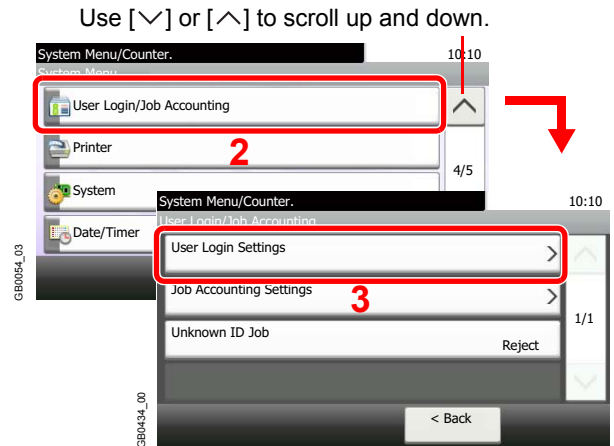 Use [∨] or [∧] to scroll up and down.
System Menu/Counter.
10:10
System Menu
User Login/Job Accounting
Printer
2
4/5
System
Date/Timer
GB0054_03
System Menu/Counter.
10:10
User Login/Job Accounting
User Login Settings
Job Accounting Settings
3
1/1
Unknown ID Job
Reject
< Back
GB0434_00